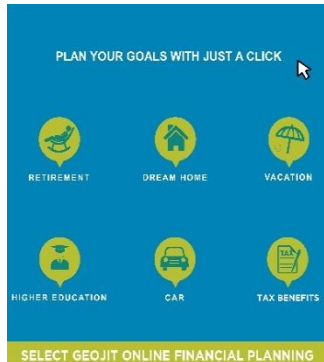 PLAN YOUR GOALS WITH JUST A CLICK
RETIREMENT DREAM HOME VACATION
TAX
HIGHER EDUCATION CAR TAX BENEFITS
SELECT GEOJIT ONLINE FINANCIAL PLANNING